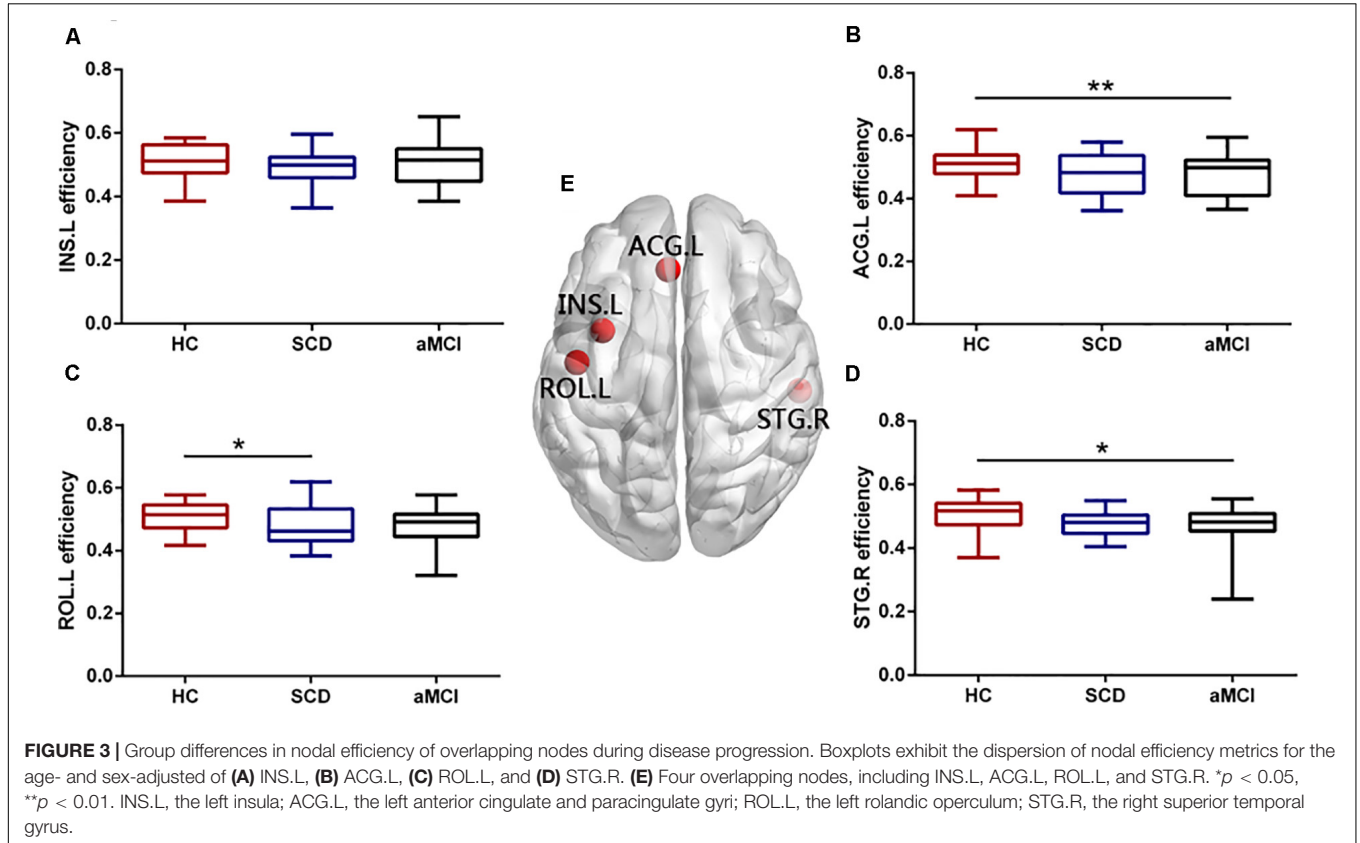 A
0.8
0.6
0.4
0.2
0.0
INS.L efficiency
HC SCD aMCI
B
0.8
0.6
0.4
0.2
0.0
ACG.L efficiency
**
HC SCD aMCI
E
ACG.L
INS.L
ROL.L
STG.R
C
0.8
0.6
0.4
0.2
0.0
ROL.L efficiency
*
HC SCD aMCI
D
0.8
0.6
0.4
0.2
0.0
STG.R efficiency
*
HC SCD aMCI
FIGURE 3 | Group differences in nodal efficiency of overlapping nodes during disease progression. Boxplots exhibit the dispersion of nodal efficiency metrics for the
age- and sex-adjusted of (A) INS.L, (B) ACG.L, (C) ROL.L, and (D) STG.R. (E) Four overlapping nodes, including INS.L, ACG.L, ROL.L, and STG.R. *p < 0.05,
**p < 0.01. INS.L, the left insula; ACG.L, the left anterior cingulate and paracingulate gyri; ROL.L, the left rolandic operculum; STG.R, the right superior temporal
gyrus.